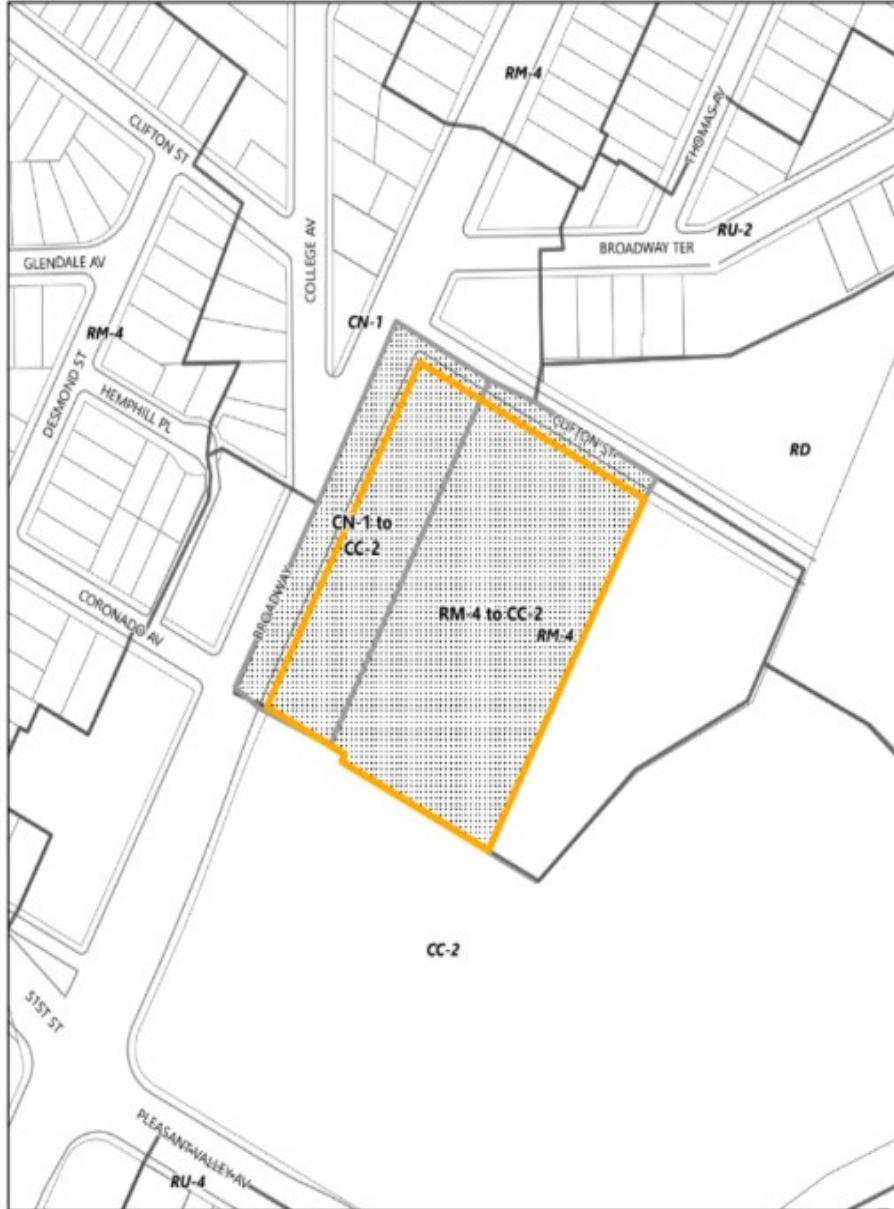 RM-4
CLIFTON ST
THOMAS AV
RU-2
BROADWAY TER
GLENDALE AV
COLLEGE AV
CN-1
RM-4
DESMOND ST
HEMPHILL PL
CLIFTON ST
RD
CN-1 to
CC-2
BROADWAY
RM-4 to CC-2
RM-4
CORONADO AV
CC-2
51ST ST
PLEASANT VALLEY AV
RU-4